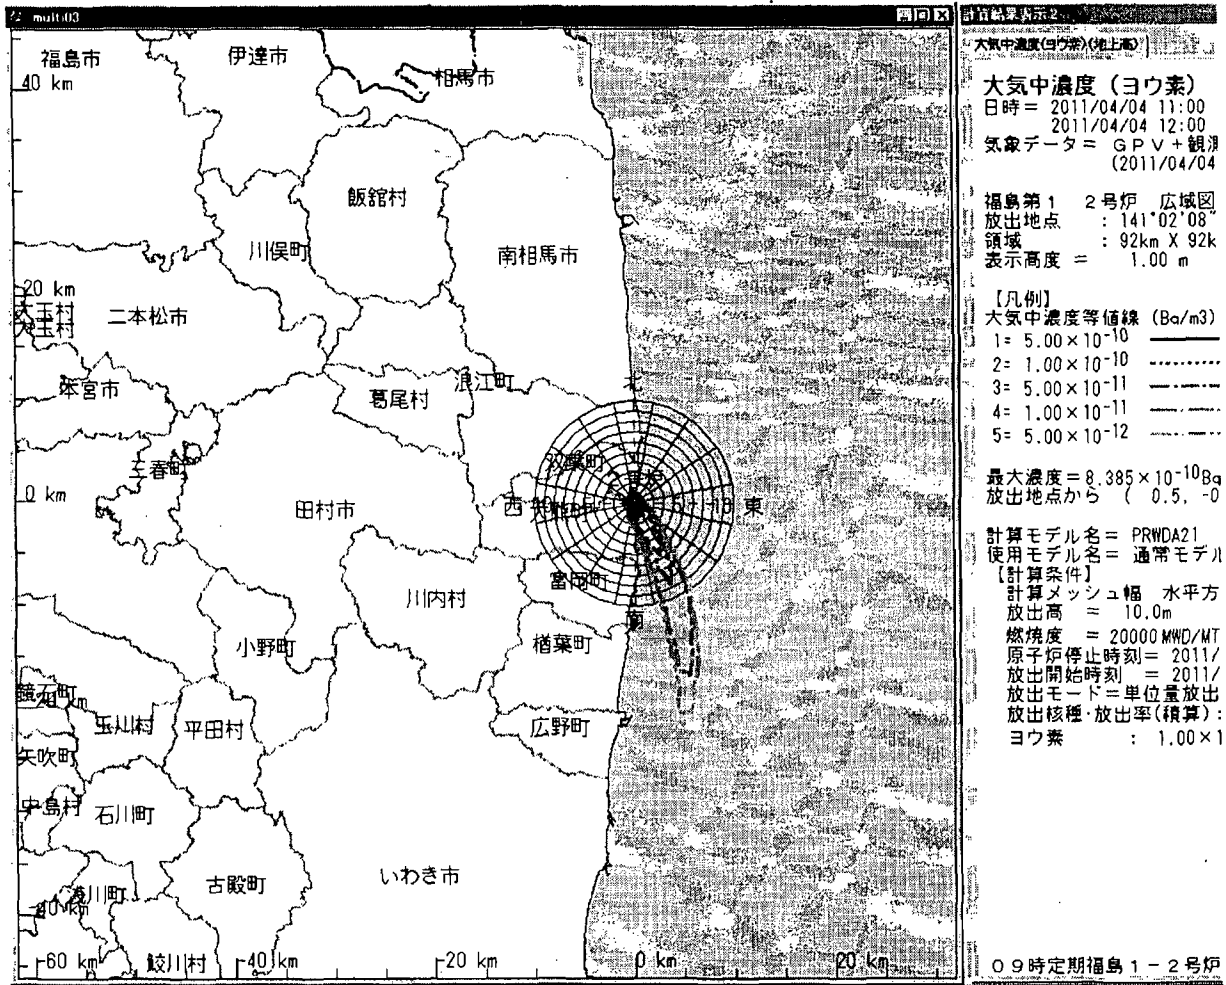 multi03
福島市
伊達市
相馬市
40 km
飯舘村
川俣町
南相馬市
20 km
大玉村
二本松市
本宮市
浪江町
葛尾村
北
双葉町
三春町
0 km
田村市
西
東
富岡町
川内村
南
小野町
楢葉町
鏡石町
玉川村
平田村
広野町
矢吹町
中島村
石川町
古殿町
いわき市
浅川町
-40 km
-60 km
鮫川村
-40 km
-20 km
0 km
20 km
計算結果表示2
大気中濃度(ヨウ素)(地上高)
大気中濃度（ヨウ素）
日時＝ 2011/04/04 11:00
2011/04/04 12:00
気象データ＝ ＧＰＶ＋観測
(2011/04/04
福島第１　２号炉　広域図
放出地点　: 141°02'08"
領域　: 92km X 92k
表示高度 ＝ 1.00 m
【凡例】
大気中濃度等値線 (Bq/m3)
1= 5.00×10-10
2= 1.00×10-10
3= 5.00×10-11
4= 1.00×10-11
5= 5.00×10-12
最大濃度＝8.385×10-10Bq
放出地点から　( 0.5, -0
計算モデル名＝ PRWDA21
使用モデル名＝ 通常モデル
【計算条件】
計算メッシュ幅　水平方
放出高　＝ 10.0m
燃焼度　＝ 20000MWD/MT
原子炉停止時刻＝ 2011/
放出開始時刻　＝ 2011/
放出モード＝単位量放出
放出核種・放出率(積算):
ヨウ素　: 1.00×1
０９時定期福島１－２号炉